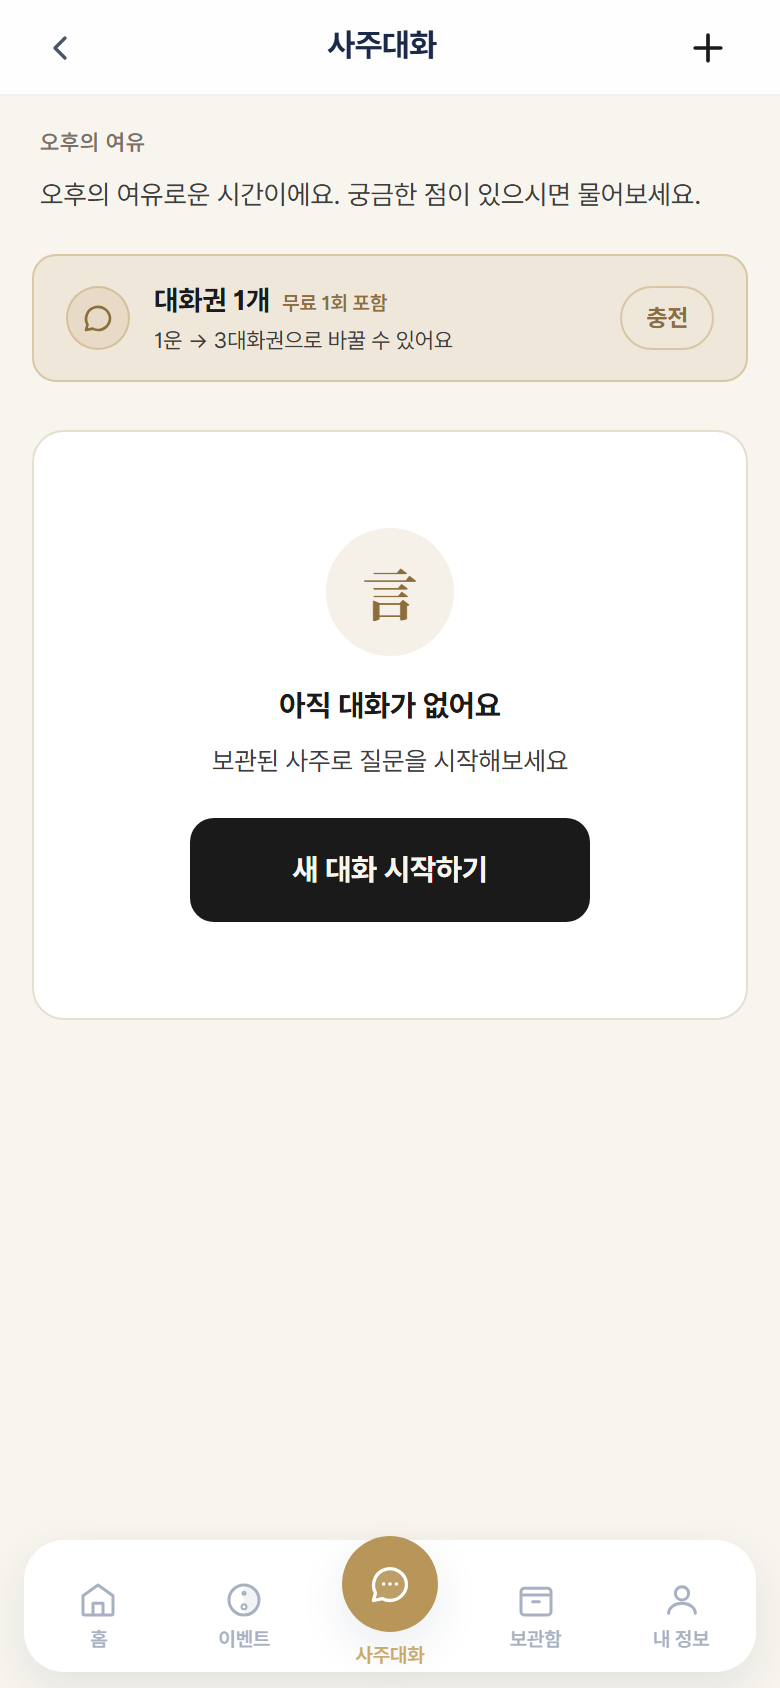 사주대화
오후의 여유
오후의 여유로운 시간이에요. 궁금한 점이 있으시면 물어보세요.
대화권 1개 무료 1회 포함
1운 → 3대화권으로 바꿀 수 있어요
충전
言
아직 대화가 없어요
보관된 사주로 질문을 시작해보세요
새 대화 시작하기
홈
이벤트
사주대화
보관함
내 정보